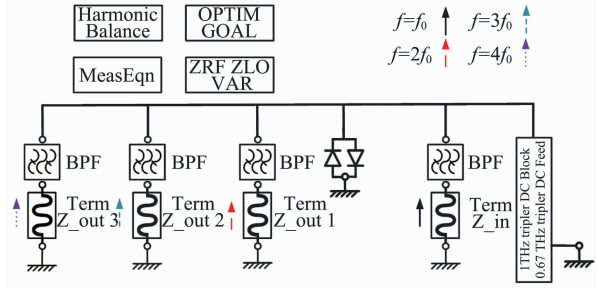 Harmonic
Balance
OPTIM
GOAL
MeasEqn
ZRF ZLO
VAR
f=f₀
f=3f₀
f=2f₀
f=4f₀
BPF
BPF
BPF
BPF
Term
Z_out 3
Term
Z_out 2
Term
Z_out 1
Term
Z_in
1THz tripler DC Block
0.67 THz tripler DC Feed